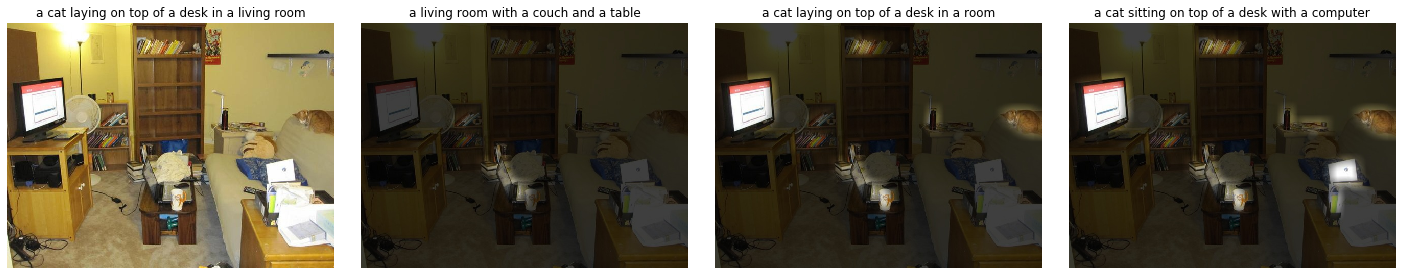 a cat laying on top of a desk in a living room
a living room with a couch and a table
a cat laying on top of a desk in a room
a cat sitting on top of a desk with a computer